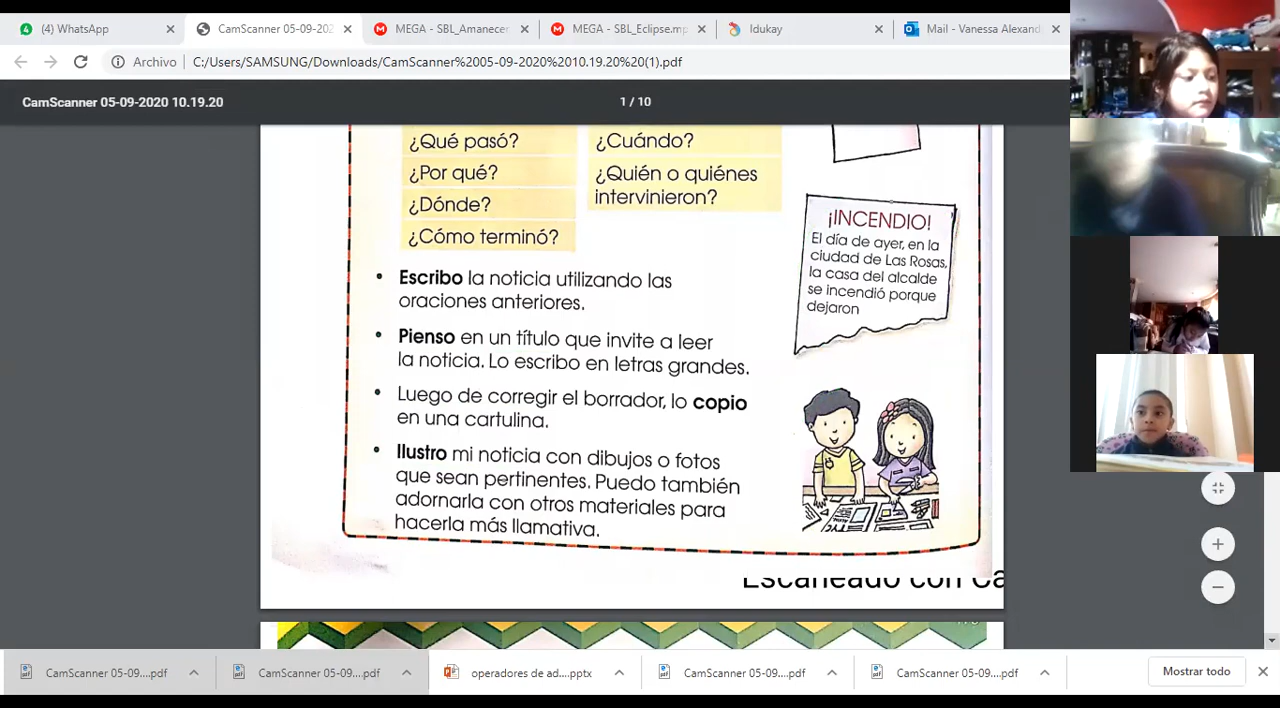 (4) WhatsApp
CamScanner 05-09-202
MEGA - SBL_Amanecer
MEGA - SBL_Eclipse.mp
Idukay
Mail - Vanessa Alexand
Archivo
C:/Users/SAMSUNG/Downloads/CamScanner%2005-09-2020%2010.19.20%20(1).pdf
CamScanner 05-09-2020 10.19.20
1 / 10
¿Qué pasó?
¿Por qué?
¿Dónde?
¿Cómo terminó?
¿Cuándo?
¿Quién o quiénes
intervinieron?
¡INCENDIO!
El día de ayer, en la
ciudad de Las Rosas,
la casa del alcalde
se incendió porque
dejaron
• Escribo la noticia utilizando las
oraciones anteriores.
• Pienso en un título que invite a leer
la noticia. Lo escribo en letras grandes.
• Luego de corregir el borrador, lo copio
en una cartulina.
• Ilustro mi noticia con dibujos o fotos
que sean pertinentes. Puedo también
adornarla con otros materiales para
hacerla más llamativa.
Escaneado con Ca
CamScanner 05-09....pdf
CamScanner 05-09....pdf
operadores de ad....pptx
CamScanner 05-09....pdf
CamScanner 05-09....pdf
Mostrar todo